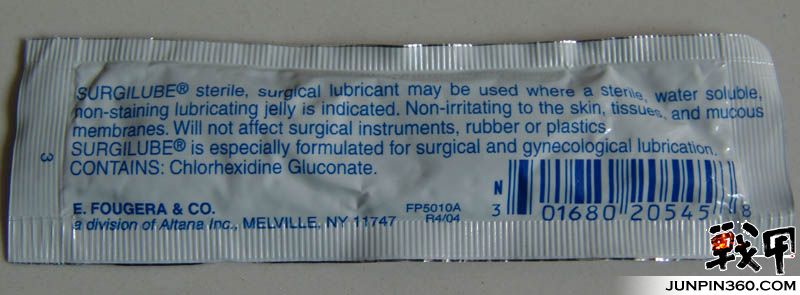 SURGILUBE® sterile, surgical lubricant may be used where a sterile, water soluble,
non-staining lubricating jelly is indicated. Non-irritating to the skin, tissues, and mucous
membranes. Will not affect surgical instruments, rubber or plastics.
SURGILUBE® is especially formulated for surgical and gynecological lubrication.
CONTAINS: Chlorhexidine Gluconate.
3
E. FOUGERA & CO.
a division of Altana Inc., MELVILLE, NY 11747
FP5010A
R4/04
N
3 01680 20545 8
戰甲
JUNPIN360.COM